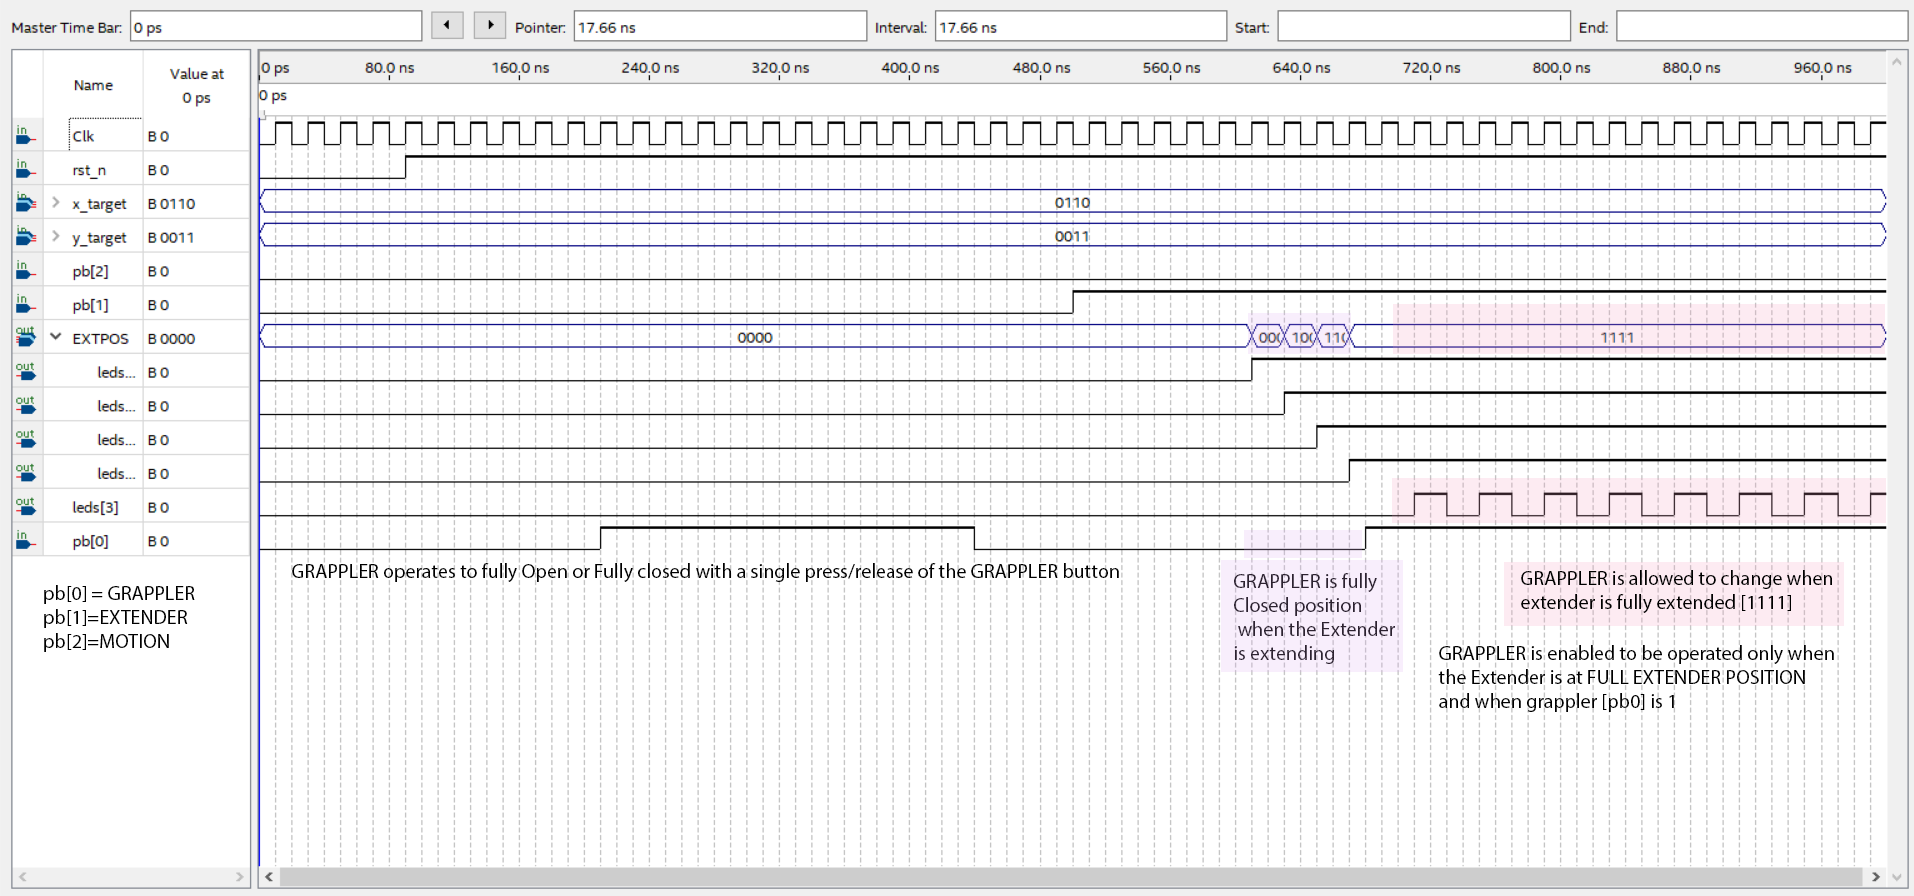 Master Time Bar: 0 ps Pointer: 17.66 ns Interval: 17.66 ns Start: End:
Name Value at 0 ps
0 ps 80.0 ns 160.0 ns 240.0 ns 320.0 ns 400.0 ns 480.0 ns 560.0 ns 640.0 ns 720.0 ns 800.0 ns 880.0 ns 960.0 ns
0 ps
in Clk B 0
in rst_n B 0
in x_target B 0110 0110
in y_target B 0011 0011
in pb[2] B 0
in pb[1] B 0
out EXTPOS B 0000 0000 000 10 11 1111
out leds... B 0
out leds... B 0
out leds... B 0
out leds... B 0
out leds[3] B 0
in pb[0] B 0
GRAPPLER operates to fully Open or Fully closed with a single press/release of the GRAPPLER button
pb[0] = GRAPPLER
pb[1]=EXTENDER
pb[2]=MOTION
GRAPPLER is fully
Closed position
when the Extender
is extending
GRAPPLER is allowed to change when
extender is fully extended [1111]
GRAPPLER is enabled to be operated only when
the Extender is at FULL EXTENDER POSITION
and when grappler [pb0] is 1